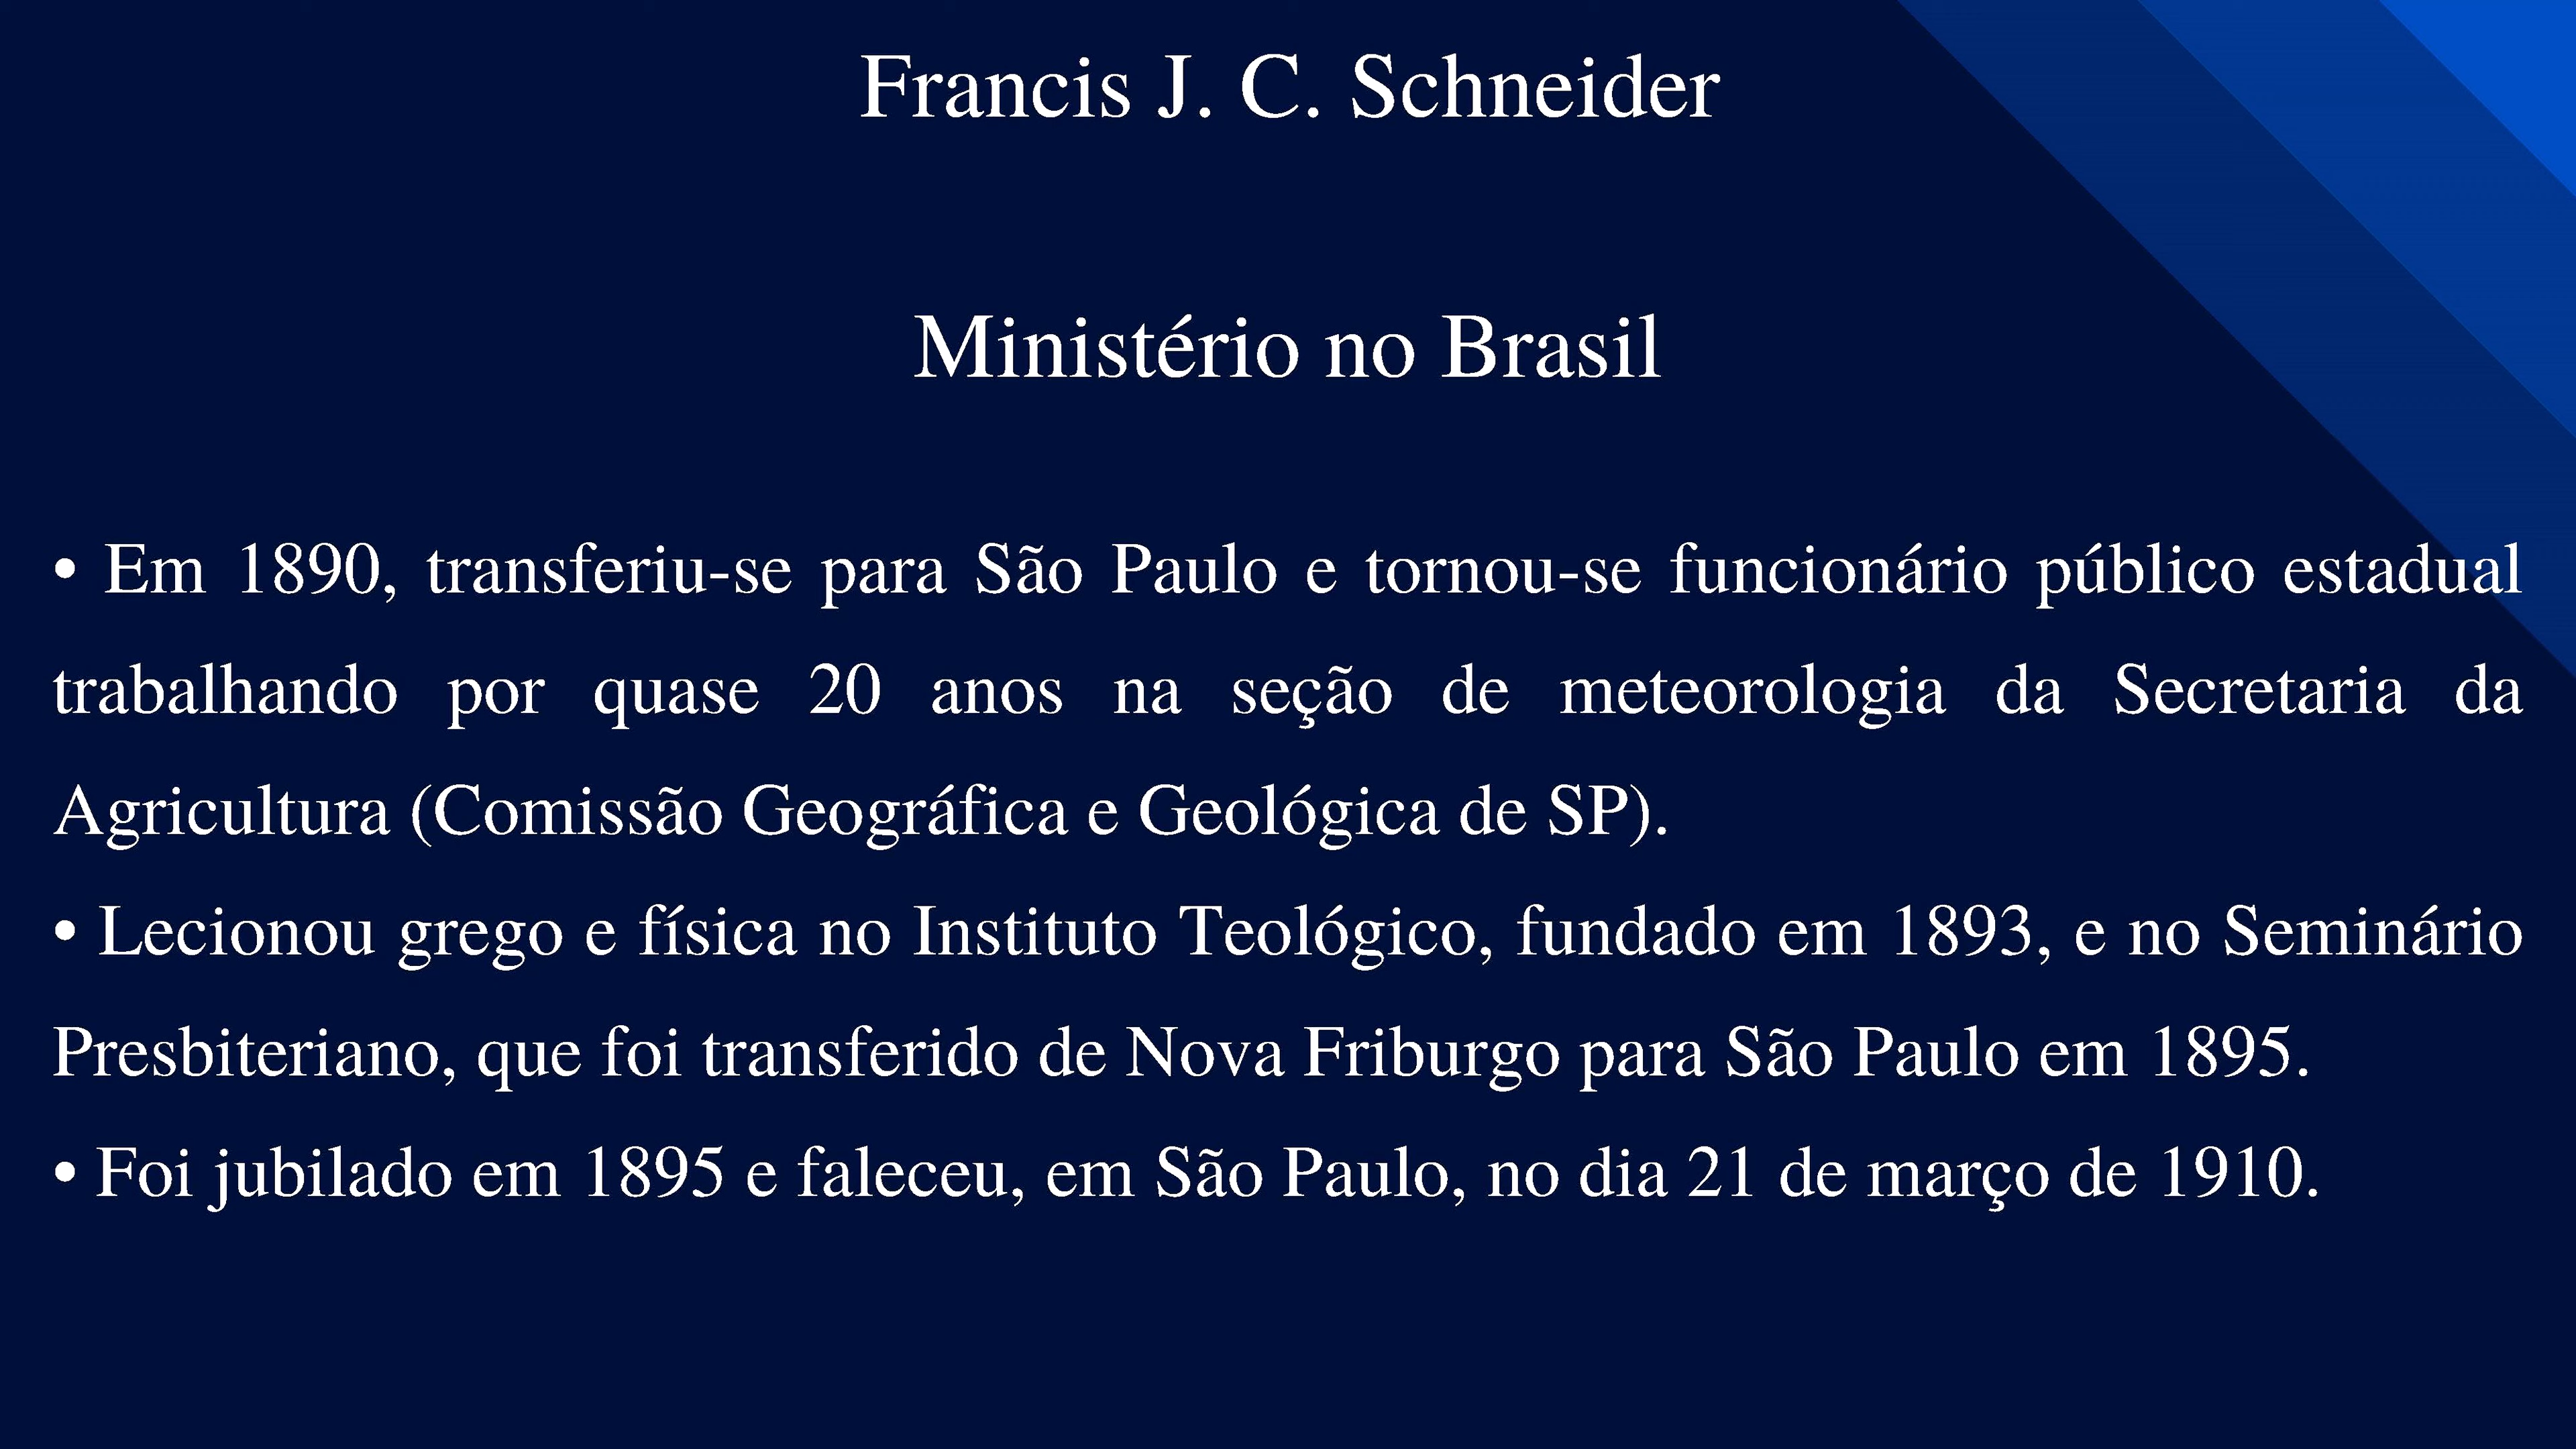 Francis J. C. Schneider
Ministério no Brasil
• Em 1890, transferiu-se para São Paulo e tornou-se funcionário público estadual
trabalhando por quase 20 anos na seção de meteorologia da Secretaria da
Agricultura (Comissão Geográfica e Geológica de SP).
• Lecionou grego e física no Instituto Teológico, fundado em 1893, e no Seminário
Presbiteriano, que foi transferido de Nova Friburgo para São Paulo em 1895.
• Foi jubilado em 1895 e faleceu, em São Paulo, no dia 21 de março de 1910.